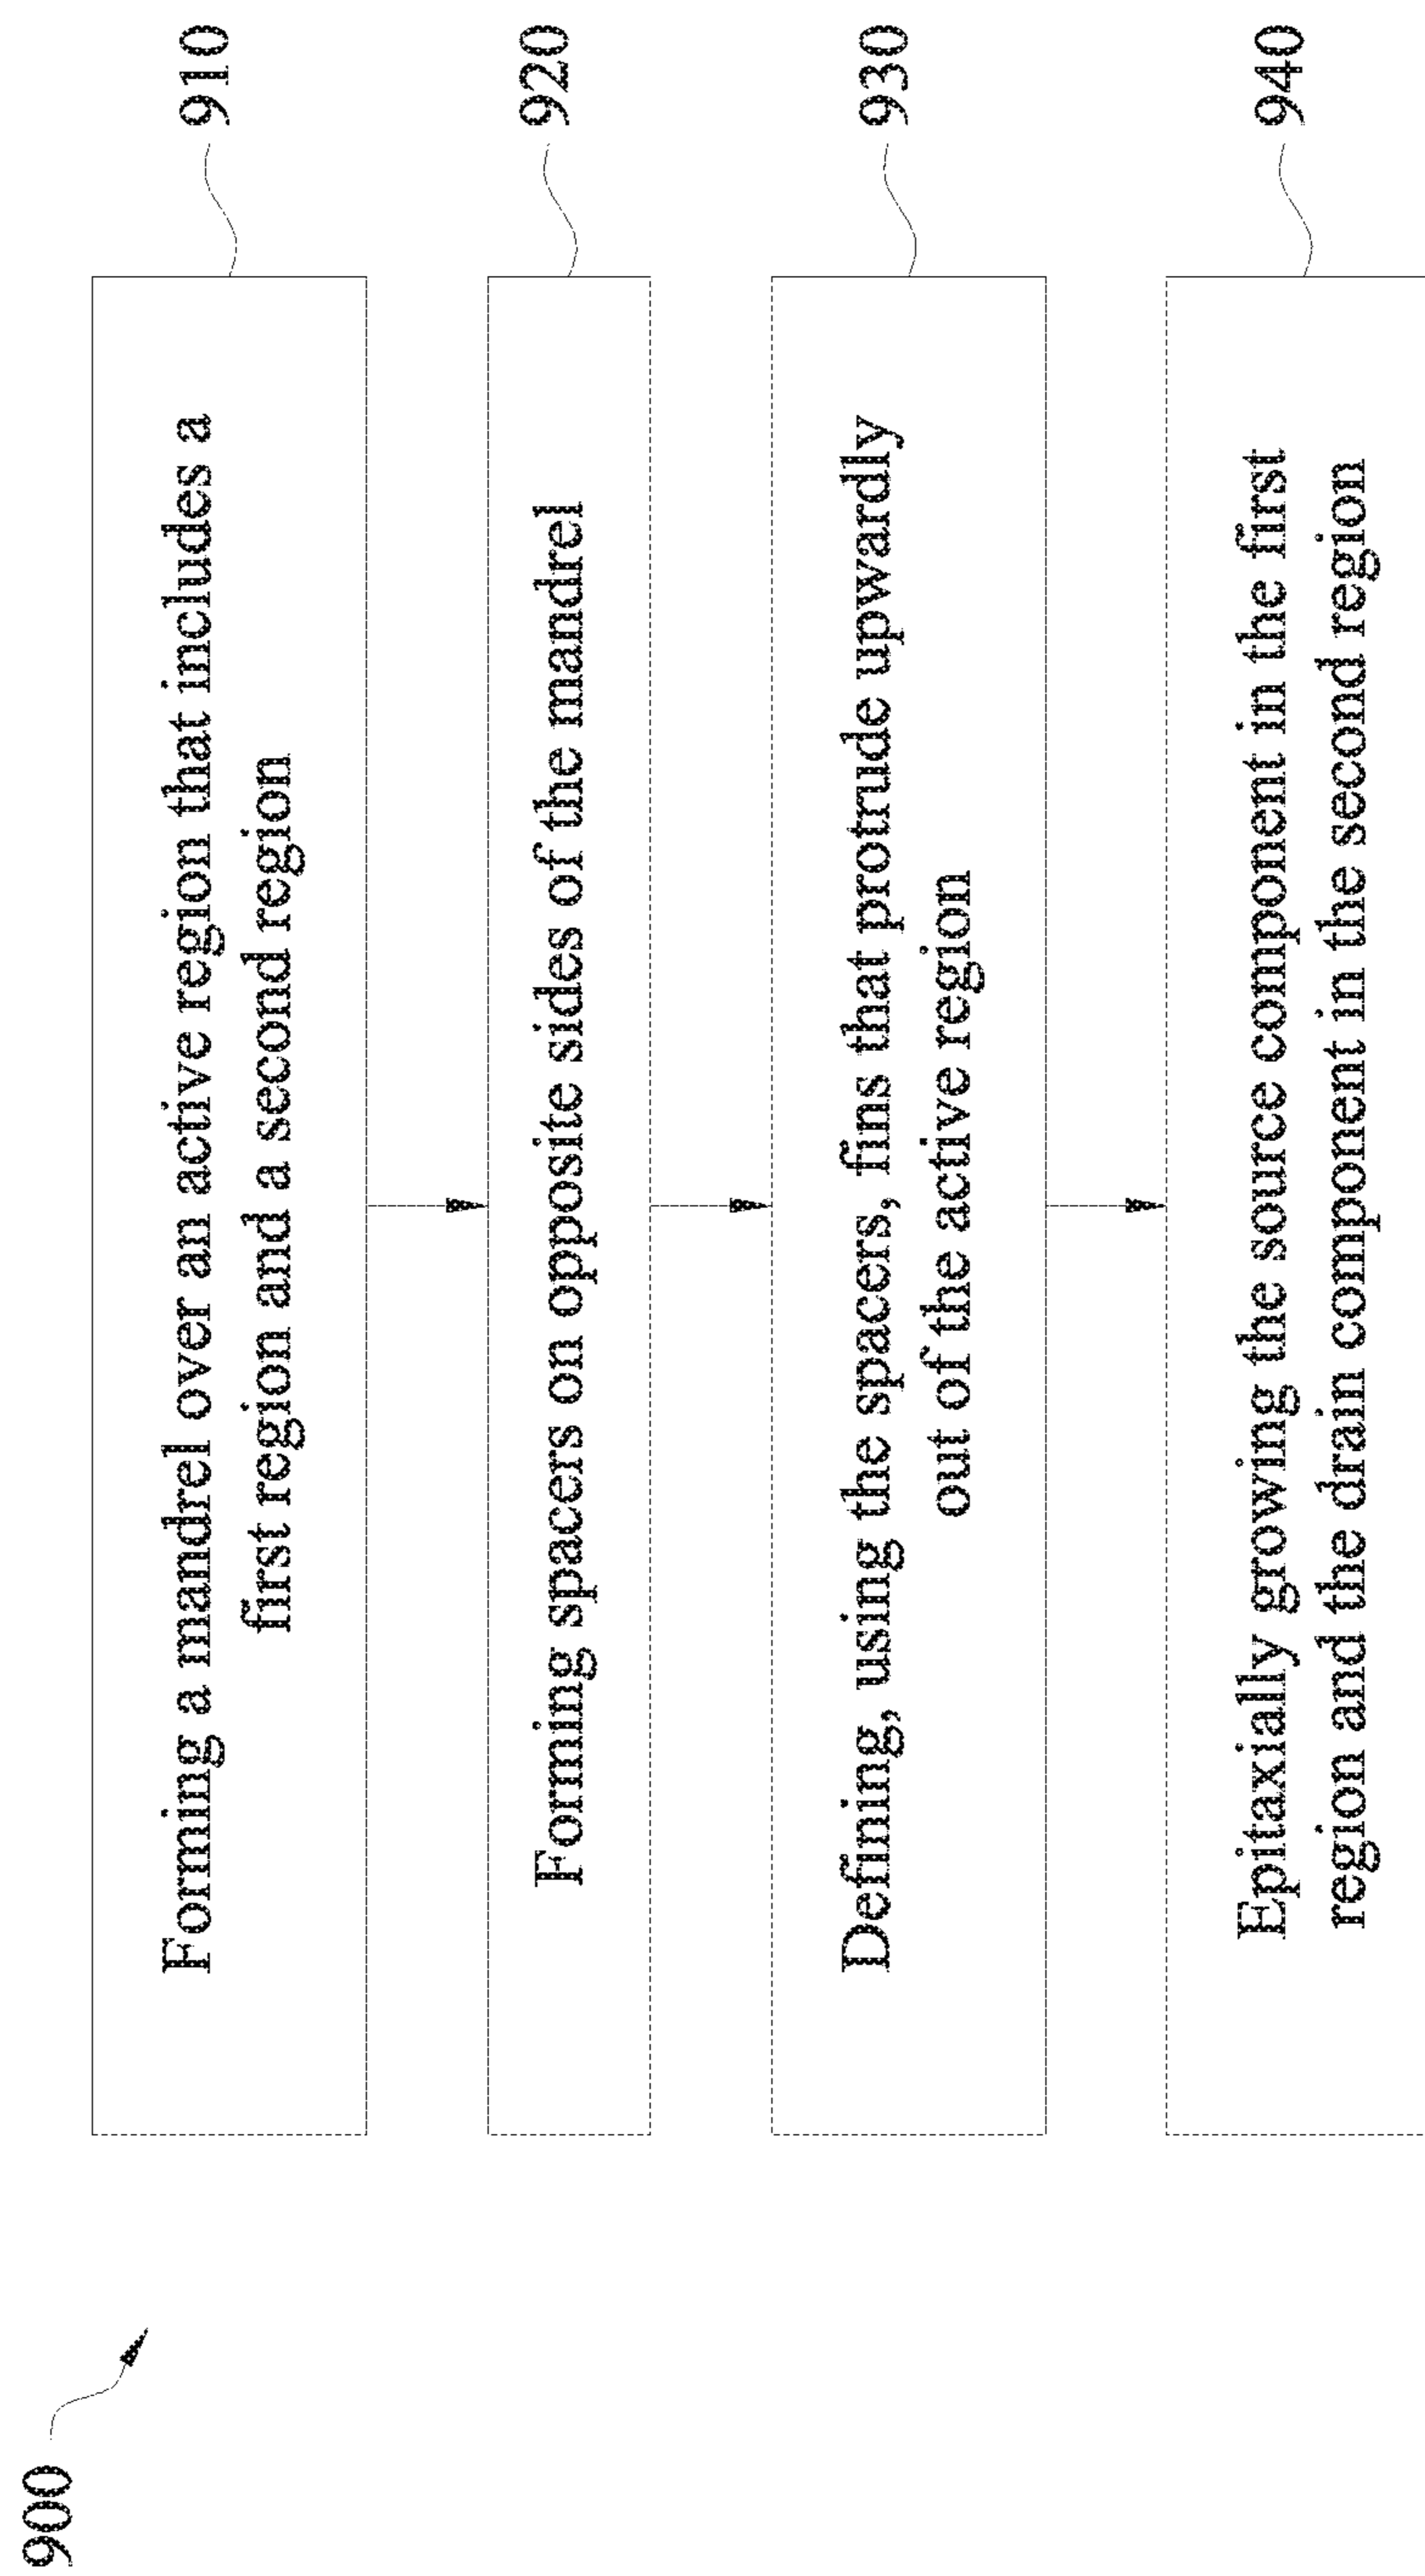 900
Forming a mandrel over an active region that includes a
first region and a second region
910
Forming spacers on opposite sides of the mandrel
920
Defining, using the spacers, fins that protrude upwardly
out of the active region
930
Epitaxially growing the source component in the first
region and the drain component in the second region
940